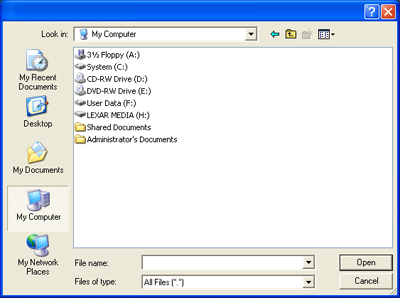 Look in:
My Computer
3½ Floppy (A:)
System (C:)
CD-RW Drive (D:)
DVD-RW Drive (E:)
User Data (F:)
LEXAR MEDIA (H:)
Shared Documents
Administrator's Documents
My Recent
Documents
Desktop
My Documents
My Computer
My Network
Places
File name:
Open
Files of type:
All Files (*.*)
Cancel